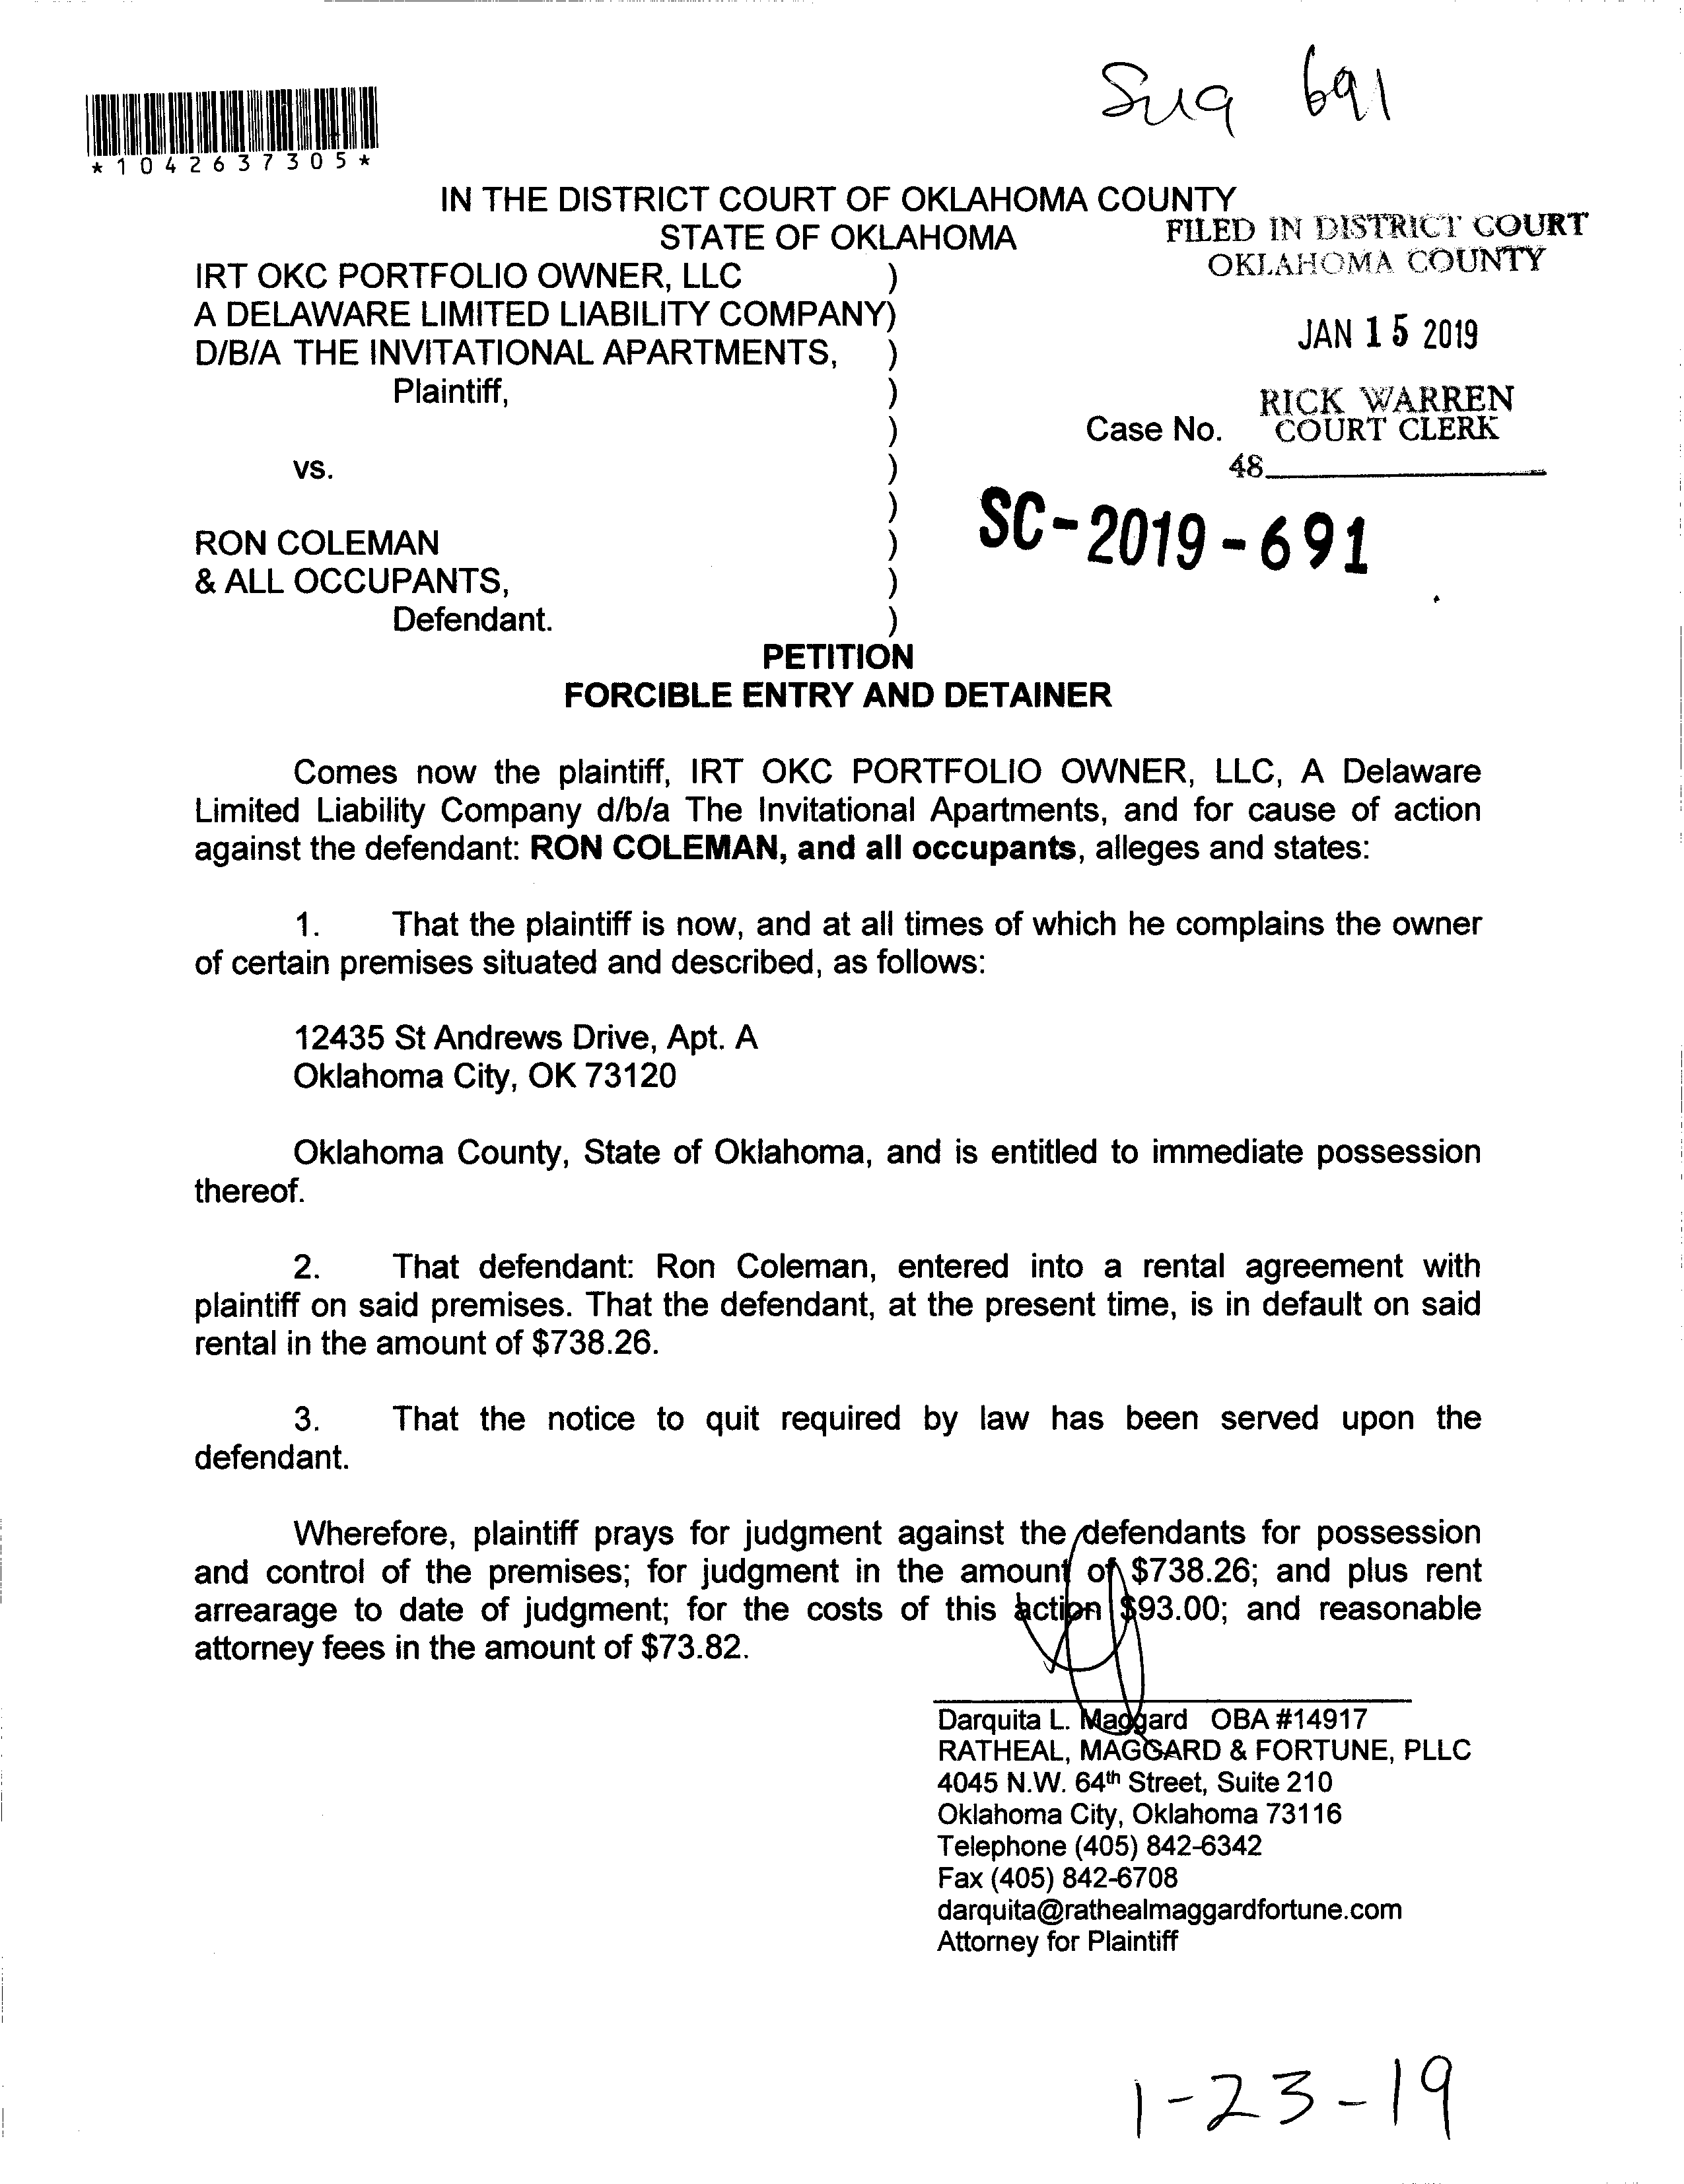 Suq 691
*1042637305*
IN THE DISTRICT COURT OF OKLAHOMA COUNTY
STATE OF OKLAHOMA
FILED IN DISTRICT COURT
OKLAHOMA COUNTY
JAN 15 2019
RICK WARREN
COURT CLERK
48
IRT OKC PORTFOLIO OWNER, LLC )
A DELAWARE LIMITED LIABILITY COMPANY)
D/B/A THE INVITATIONAL APARTMENTS, )
Plaintiff, )
) Case No.
vs. )
)
SC-2019-691
RON COLEMAN )
& ALL OCCUPANTS, )
Defendant. )
PETITION
FORCIBLE ENTRY AND DETAINER
Comes now the plaintiff, IRT OKC PORTFOLIO OWNER, LLC, A Delaware
Limited Liability Company d/b/a The Invitational Apartments, and for cause of action
against the defendant: RON COLEMAN, and all occupants, alleges and states:
1. That the plaintiff is now, and at all times of which he complains the owner
of certain premises situated and described, as follows:
12435 St Andrews Drive, Apt. A
Oklahoma City, OK 73120
Oklahoma County, State of Oklahoma, and is entitled to immediate possession
thereof.
2. That defendant: Ron Coleman, entered into a rental agreement with
plaintiff on said premises. That the defendant, at the present time, is in default on said
rental in the amount of $738.26.
3. That the notice to quit required by law has been served upon the
defendant.
Wherefore, plaintiff prays for judgment against the defendants for possession
and control of the premises; for judgment in the amount of $738.26; and plus rent
arrearage to date of judgment; for the costs of this action $93.00; and reasonable
attorney fees in the amount of $73.82.
Darquita L. Maggard OBA #14917
RATHEAL, MAGGARD & FORTUNE, PLLC
4045 N.W. 64th Street, Suite 210
Oklahoma City, Oklahoma 73116
Telephone (405) 842-6342
Fax (405) 842-6708
darquita@rathealmaggardfortune.com
Attorney for Plaintiff
1-23-19